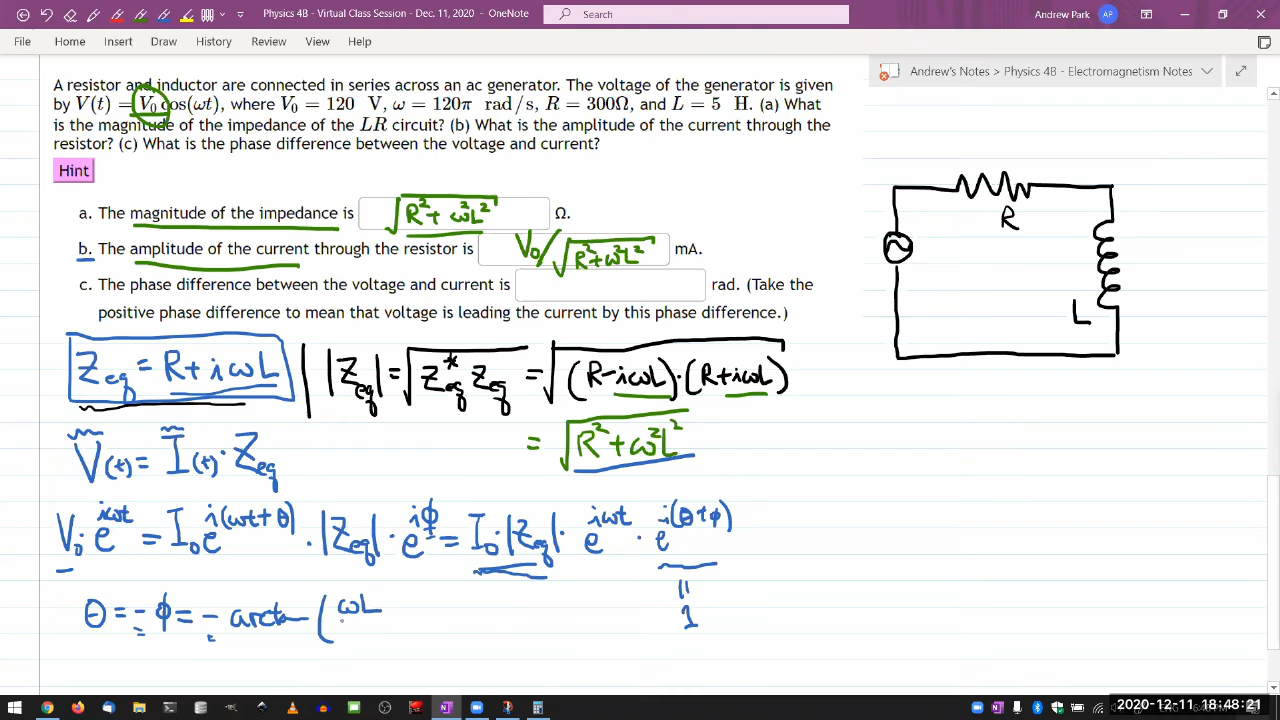 Physics 4B - Virtual Class Session - Dec. 11, 2020 - OneNote
Search
Andrew Park
AP
File Home Insert Draw History Review View Help
Andrew's Notes > Physics 4B - Electromagnetism Notes
A resistor and inductor are connected in series across an ac generator. The voltage of the generator is given
by V(t) = V₀ cos(ωt), where V₀ = 120 V, ω = 120π rad/s, R = 300Ω, and L = 5 H. (a) What
is the magnitude of the impedance of the LR circuit? (b) What is the amplitude of the current through the
resistor? (c) What is the phase difference between the voltage and current?
Hint
a. The magnitude of the impedance is √(R² + ω²L²) Ω.
b. The amplitude of the current through the resistor is V₀/√(R²+ω²L²) mA.
c. The phase difference between the voltage and current is rad. (Take the
positive phase difference to mean that voltage is leading the current by this phase difference.)
Z_eq = R + iωL
|Z_eq| = √(Z*_eq Z_eq) = √((R-iωL)·(R+iωL))
= √(R²+ω²L²)
V(t) = I(t)·Z_eq
V₀·e^(iωt) = I₀e^(i(ωt+θ))·|Z_eq|·e^(iϕ) = I₀·|Z_eq|·e^(iωt)·e^(i(θ+ϕ))
=
1
θ = -ϕ = - arctan (ωL
R
L
2020-12-11 18:48:21